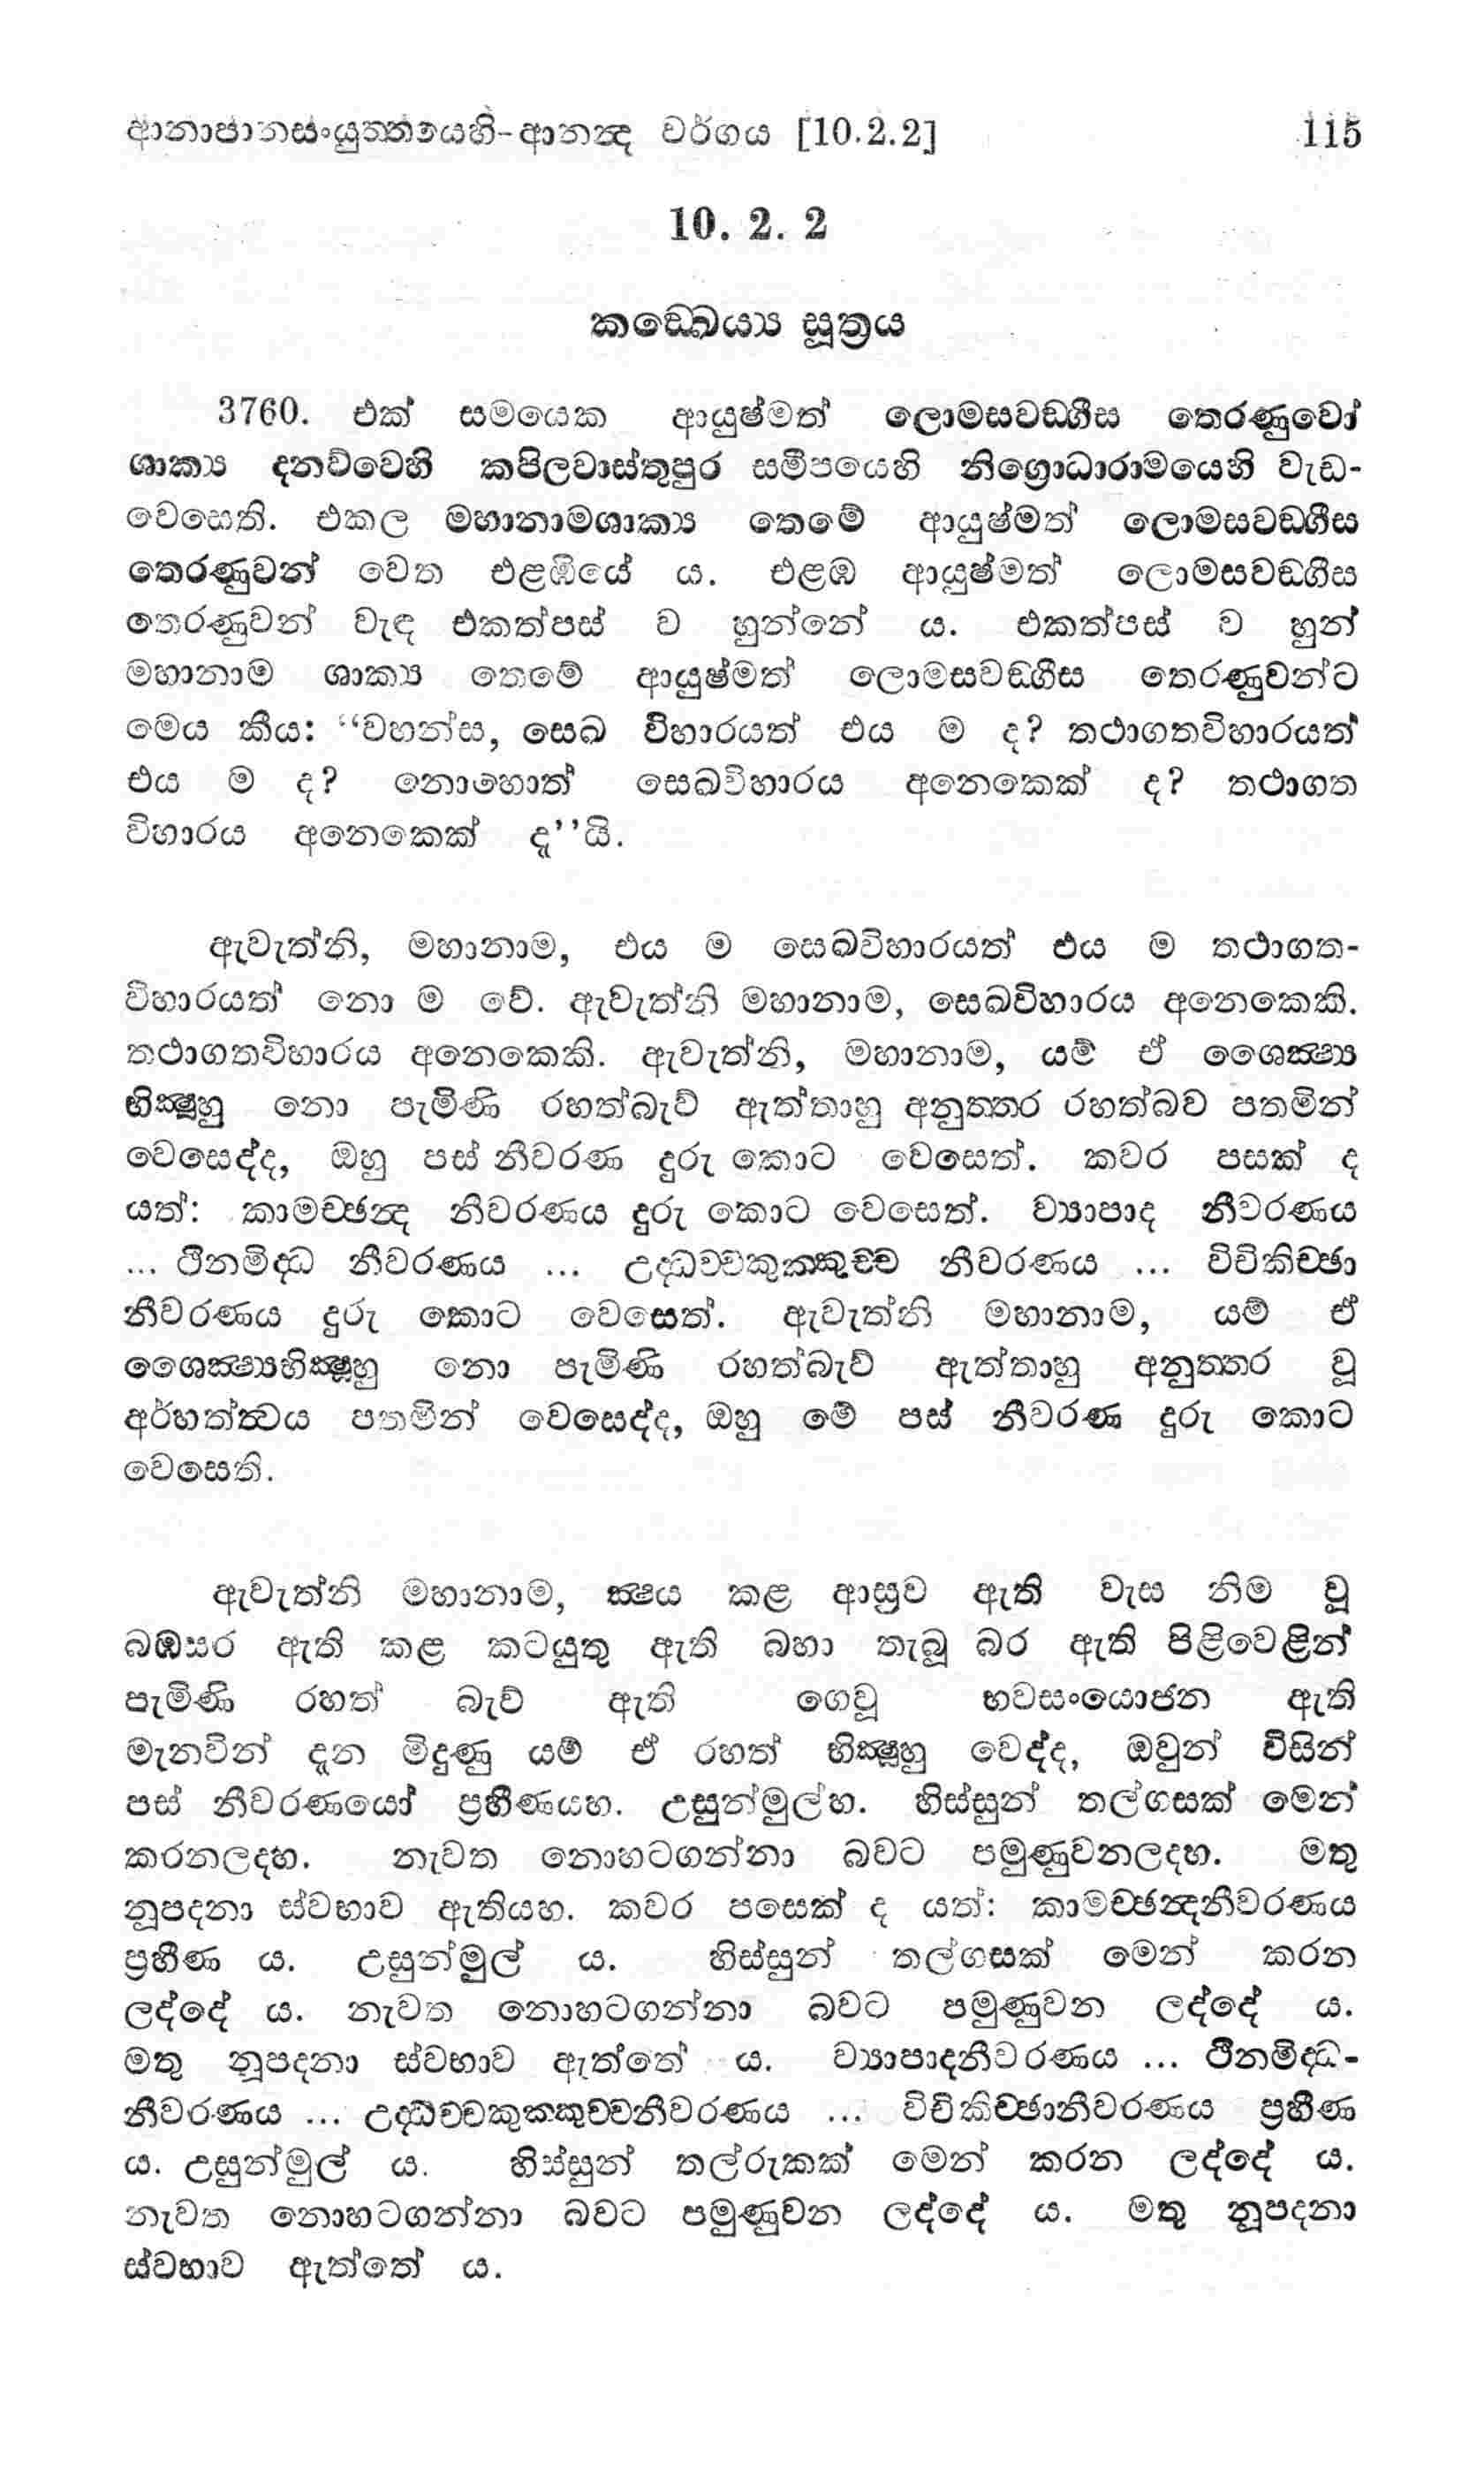 ආනාපානසංයුත්තයෙහි-ආනන්‍ද වර්ගය [10.2.2] 115
10. 2. 2
කඞ්ඛෙය්‍ය සූත්‍රය
3760. එක් සමයෙක ආයුෂ්මත් ලොමසවඞ්ගීස තෙරණුවෝ
ශාක්‍ය දනව්වෙහි කපිලවාස්තුපුර සමීපයෙහි නිග්‍රොධාරාමයෙහි වැඩ-
වෙසෙති. එකල මහානාමශාක්‍ය තෙමේ ආයුෂ්මත් ලොමසවඞ්ගීස
තෙරණුවන් වෙත එළඹියේ ය. එළඹ ආයුෂ්මත් ලොමසවඞ්ගීස
තෙරණුවන් වැඳ එකත්පස් ව හුන්නේ ය. එකත්පස් ව හුන්
මහානාම ශාක්‍ය තෙමේ ආයුෂ්මත් ලොමසවඞ්ගීස තෙරණුවන්ට
මෙය කීය: “වහන්ස, සෙඛ විහාරයත් එය ම ද? තථාගතවිහාරයත්
එය ම ද? නොහොත් සෙඛවිහාරය අනෙකෙක් ද? තථාගත
විහාරය අනෙකෙක් දැ’’යි.
ඇවැත්නි, මහානාම, එය ම සෙඛවිහාරයත් එය ම තථාගත-
විහාරයත් නො ම වේ. ඇවැත්නි මහානාම, සෙඛවිහාරය අනෙකෙකි.
තථාගතවිහාරය අනෙකෙකි. ඇවැත්නි, මහානාම, යම් ඒ ශෛක්‍ෂ්‍ය
භික්‍ෂූහු නො පැමිණි රහත්බැව් ඇත්තාහු අනුත්තර රහත්බව පතමින්
වෙසෙද්ද, ඔහු පස් නීවරණ දුරු කොට වෙසෙත්. කවර පසක් ද
යත්: කාමච්ඡන්‍ද නීවරණය දුරු කොට වෙසෙත්. ව්‍යාපාද නීවරණය
... ථිනමිද්ධ නීවරණය ... උද්ධච්චකුක්කුච්ච නීවරණය ... විචිකිච්ඡා
නීවරණය දුරු කොට වෙසෙත්. ඇවැත්නි මහානාම, යම් ඒ
ශෛක්‍ෂ්‍යභික්‍ෂූහු නො පැමිණි රහත්බැව් ඇත්තාහු අනුත්තර වූ
අර්හත්ත්‍වය පතමින් වෙසෙද්ද, ඔහු මේ පස් නීවරණ දුරු කොට
වෙසෙති.
ඇවැත්නි මහානාම, ක්‍ෂය කළ ආස්‍රව ඇති වැස නිම වූ
බඹසර ඇති කළ කටයුතු ඇති බහා තැබූ බර ඇති පිළිවෙළින්
පැමිණි රහත් බැව් ඇති ගෙවූ භවසංයොජන ඇති
මැනවින් දැන මිදුණු යම් ඒ රහත් භික්‍ෂූහු වෙද්ද, ඔවුන් විසින්
පස් නීවරණයෝ ප්‍රහීණයහ. උසුන්මුල්හ. හිස්සුන් තල්ගසක් මෙන්
කරනලදහ. නැවත නොහටගන්නා බවට පමුණුවනලදහ. මතු
නූපදනා ස්වභාව ඇතියහ. කවර පසෙක් ද යත්: කාමච්ඡන්‍දනීවරණය
ප්‍රහීණ ය. උසුන්මුල් ය. හිස්සුන් තල්ගසක් මෙන් කරන
ලද්දේ ය. නැවත නොහටගන්නා බවට පමුණුවන ලද්දේ ය.
මතු නූපදනා ස්වභාව ඇත්තේ ය. ව්‍යාපාදනීවරණය ... ථිනමිද්ධ-
නීවරණය ... උද්ධච්චකුක්කුච්චනීවරණය ... විචිකිච්ඡානීවරණය ප්‍රහීණ
ය. උසුන්මුල් ය. හිස්සුන් තල්රුකක් මෙන් කරන ලද්දේ ය.
නැවත නොහටගන්නා බවට පමුණුවන ලද්දේ ය. මතු නූපදනා
ස්වභාව ඇත්තේ ය.